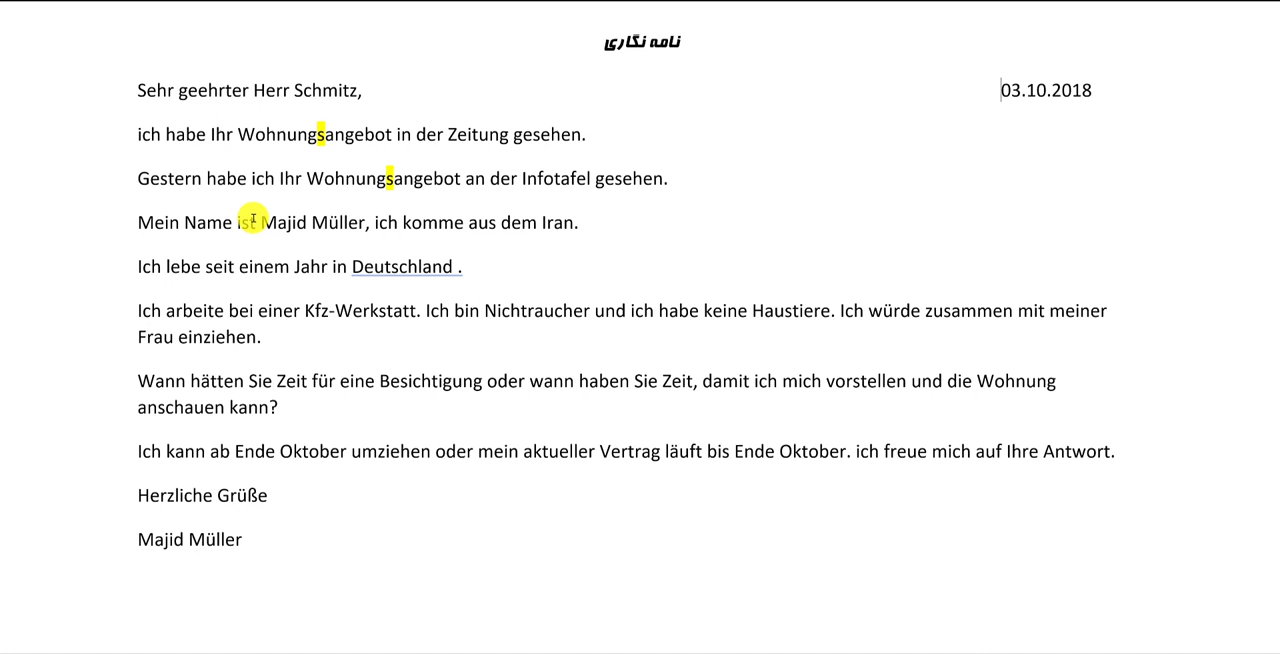 نامه نگاری
Sehr geehrter Herr Schmitz, 03.10.2018
ich habe Ihr Wohnungsangebot in der Zeitung gesehen.
Gestern habe ich Ihr Wohnungsangebot an der Infotafel gesehen.
Mein Name ist Majid Müller, ich komme aus dem Iran.
Ich lebe seit einem Jahr in Deutschland .
Ich arbeite bei einer Kfz-Werkstatt. Ich bin Nichtraucher und ich habe keine Haustiere. Ich würde zusammen mit meiner
Frau einziehen.
Wann hätten Sie Zeit für eine Besichtigung oder wann haben Sie Zeit, damit ich mich vorstellen und die Wohnung
anschauen kann?
Ich kann ab Ende Oktober umziehen oder mein aktueller Vertrag läuft bis Ende Oktober. ich freue mich auf Ihre Antwort.
Herzliche Grüße
Majid Müller